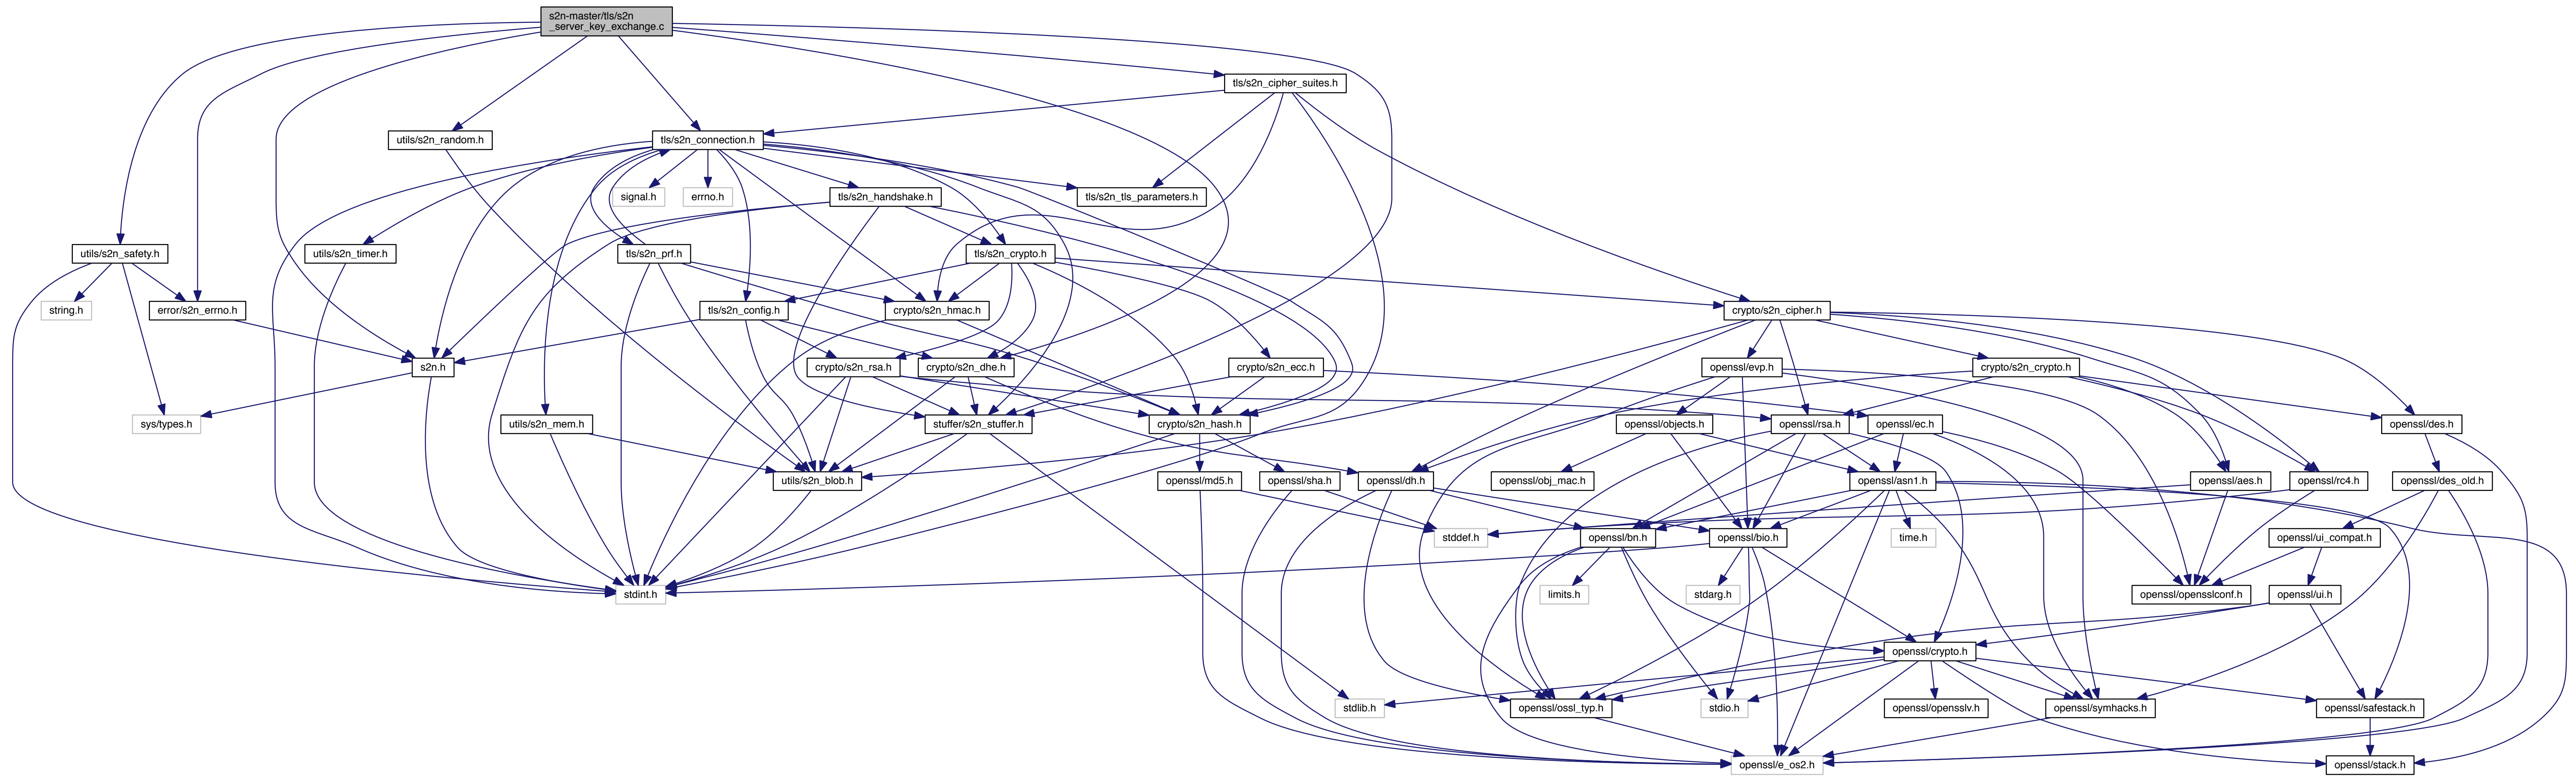 s2n-master/tls/s2n
_server_key_exchange.c
tls/s2n_cipher_suites.h
utils/s2n_random.h
tls/s2n_connection.h
signal.h
errno.h
tls/s2n_handshake.h
tls/s2n_tls_parameters.h
utils/s2n_safety.h
utils/s2n_timer.h
tls/s2n_prf.h
tls/s2n_crypto.h
string.h
error/s2n_errno.h
tls/s2n_config.h
crypto/s2n_hmac.h
crypto/s2n_cipher.h
s2n.h
crypto/s2n_rsa.h
crypto/s2n_dhe.h
crypto/s2n_ecc.h
openssl/evp.h
crypto/s2n_crypto.h
sys/types.h
utils/s2n_mem.h
stuffer/s2n_stuffer.h
crypto/s2n_hash.h
openssl/objects.h
openssl/rsa.h
openssl/ec.h
openssl/des.h
utils/s2n_blob.h
openssl/md5.h
openssl/sha.h
openssl/dh.h
openssl/obj_mac.h
openssl/asn1.h
openssl/aes.h
openssl/rc4.h
openssl/des_old.h
stddef.h
openssl/bn.h
openssl/bio.h
time.h
openssl/ui_compat.h
stdint.h
limits.h
stdarg.h
openssl/opensslconf.h
openssl/ui.h
openssl/crypto.h
stdlib.h
openssl/ossl_typ.h
stdio.h
openssl/opensslv.h
openssl/symhacks.h
openssl/safestack.h
openssl/e_os2.h
openssl/stack.h